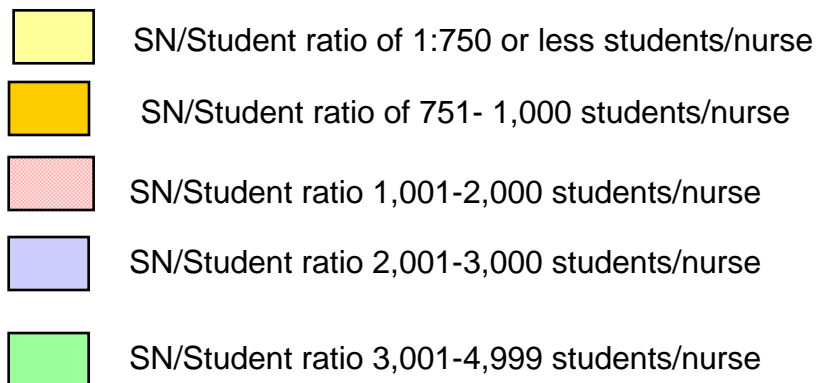 SN/Student ratio of 1:750 or less students/nurse
SN/Student ratio of 751- 1,000 students/nurse
SN/Student ratio 1,001-2,000 students/nurse
SN/Student ratio 2,001-3,000 students/nurse
SN/Student ratio 3,001-4,999 students/nurse